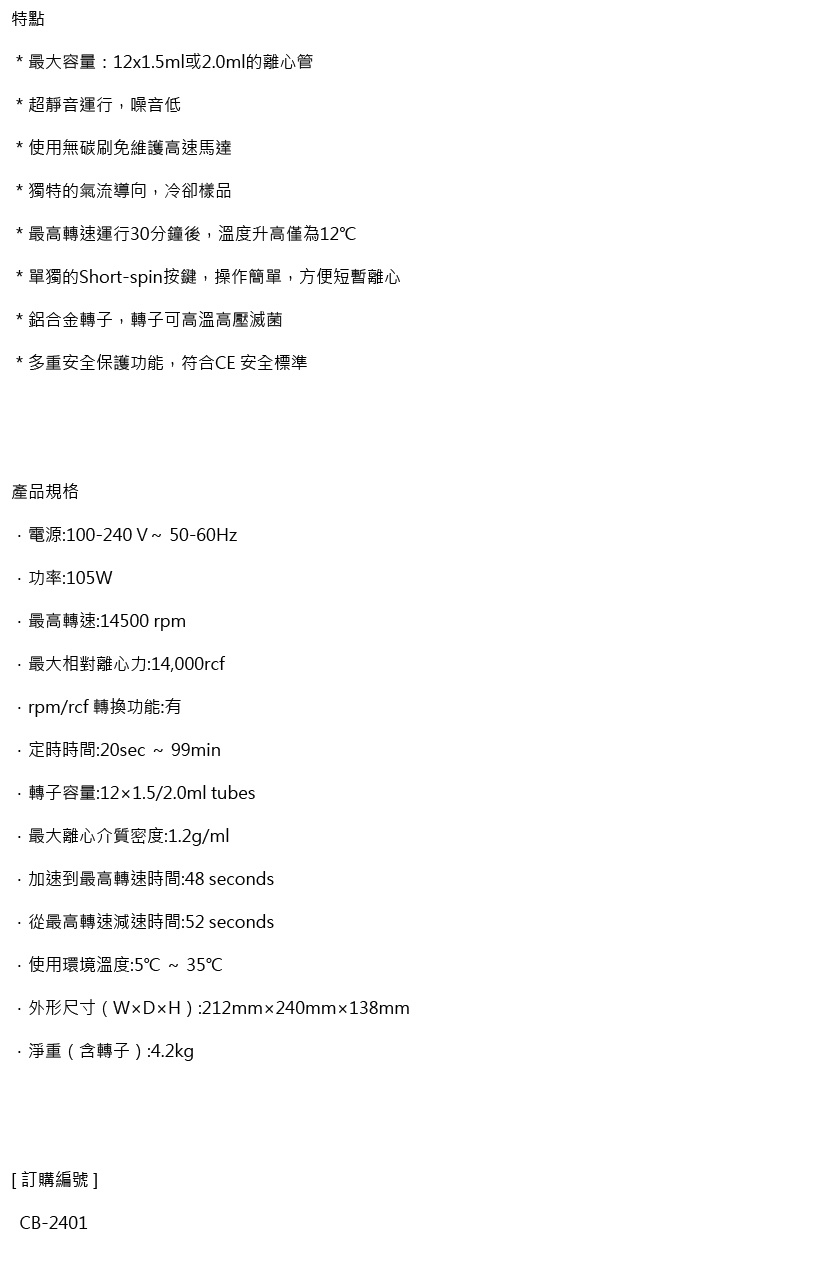 特點
* 最大容量：12x1.5ml或2.0ml的離心管
* 超靜音運行，噪音低
* 使用無碳刷免維護高速馬達
* 獨特的氣流導向，冷卻樣品
* 最高轉速運行30分鐘後，溫度升高僅為12℃
* 單獨的Short-spin按鍵，操作簡單，方便短暫離心
* 鋁合金轉子，轉子可高溫高壓滅菌
* 多重安全保護功能，符合CE 安全標準
產品規格
．電源:100-240 V～ 50-60Hz
．功率:105W
．最高轉速:14500 rpm
．最大相對離心力:14,000rcf
．rpm/rcf 轉換功能:有
．定時時間:20sec ～ 99min
．轉子容量:12×1.5/2.0ml tubes
．最大離心介質密度:1.2g/ml
．加速到最高轉速時間:48 seconds
．從最高轉速減速時間:52 seconds
．使用環境溫度:5℃ ～ 35℃
．外形尺寸（W×D×H）:212mm×240mm×138mm
．淨重（含轉子）:4.2kg
[ 訂購編號 ]
CB-2401